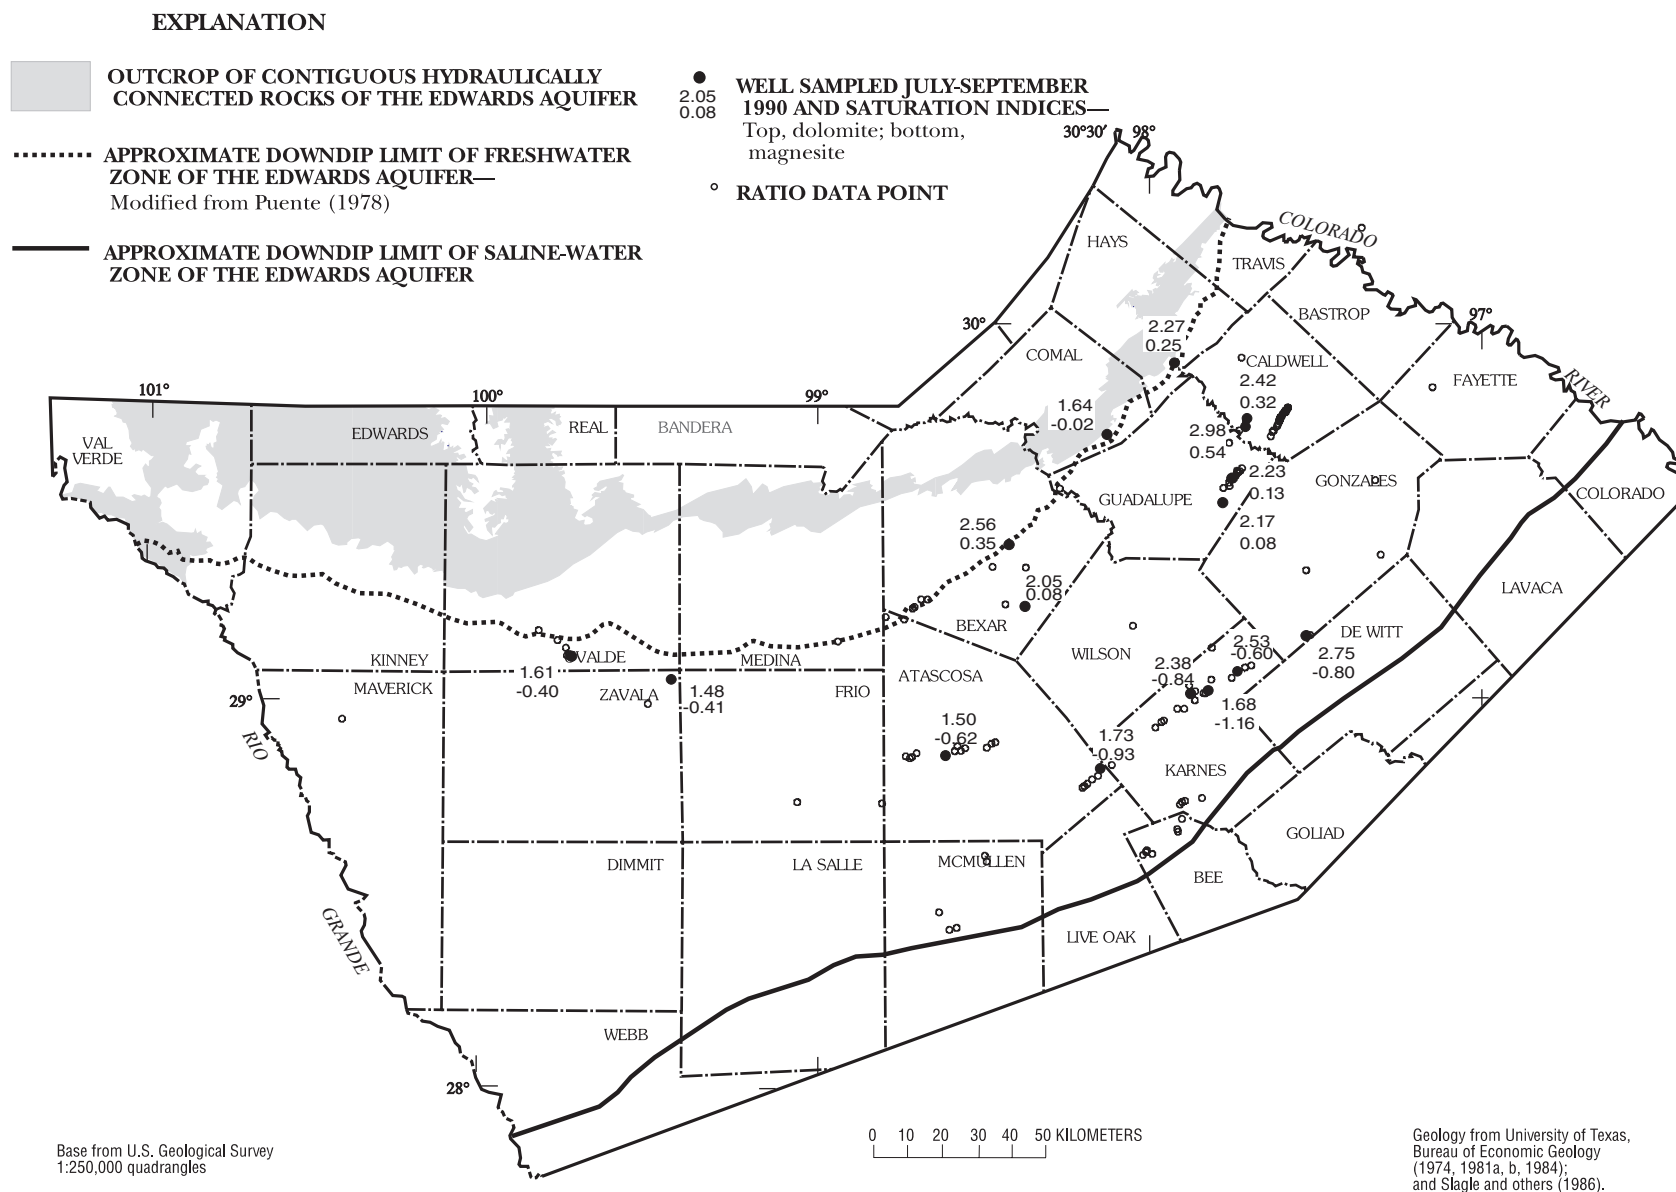 EXPLANATION
OUTCROP OF CONTIGUOUS HYDRAULICALLY
CONNECTED ROCKS OF THE EDWARDS AQUIFER
APPROXIMATE DOWNDIP LIMIT OF FRESHWATER
ZONE OF THE EDWARDS AQUIFER—
Modified from Puente (1978)
APPROXIMATE DOWNDIP LIMIT OF SALINE-WATER
ZONE OF THE EDWARDS AQUIFER
2.05
0.08
WELL SAMPLED JULY-SEPTEMBER
1990 AND SATURATION INDICES—
Top, dolomite; bottom,
magnesite
RATIO DATA POINT
30°30′ 98°
COLORADO
HAYS
TRAVIS
BASTROP
30°
97°
2.27
0.25
COMAL
CALDWELL
FAYETTE
RIVER
101°
100°
99°
2.42
0.32
1.64
-0.02
VAL
VERDE
EDWARDS
REAL
BANDERA
2.98
0.54
2.23
0.13
GUADALUPE
GONZALES
COLORADO
2.17
0.08
2.56
0.35
2.05
0.08
LAVACA
BEXAR
DE WITT
2.53
-0.60
2.75
-0.80
WILSON
KINNEY
VALDE
MEDINA
1.61
-0.40
2.38
-0.84
MAVERICK
ZAVALA
1.48
-0.41
FRIO
ATASCOSA
29°
1.68
-1.16
1.50
-0.62
1.73
-0.93
RIO
KARNES
GOLIAD
DIMMIT
LA SALLE
MCMULLEN
BEE
GRANDE
LIVE OAK
WEBB
28°
0 10 20 30 40 50 KILOMETERS
Base from U.S. Geological Survey
1:250,000 quadrangles
Geology from University of Texas,
Bureau of Economic Geology
(1974, 1981a, b, 1984);
and Slagle and others (1986).